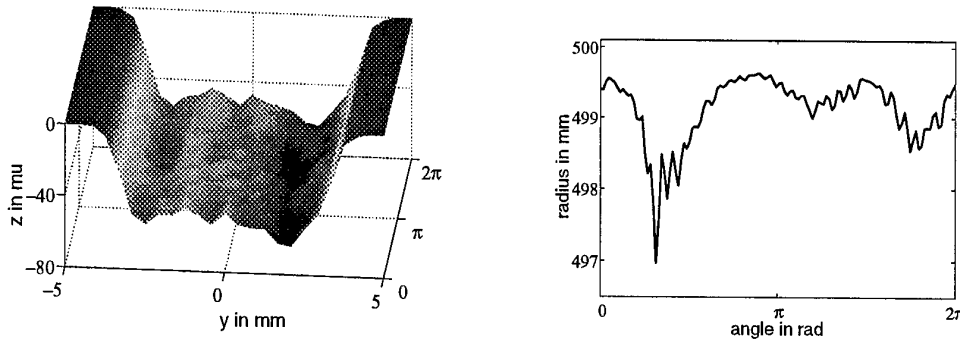 0
−40
−80
z in mu
−5
0
5
y in mm
0
π
2π
500
499
498
497
radius in mm
0
π
2π
angle in rad